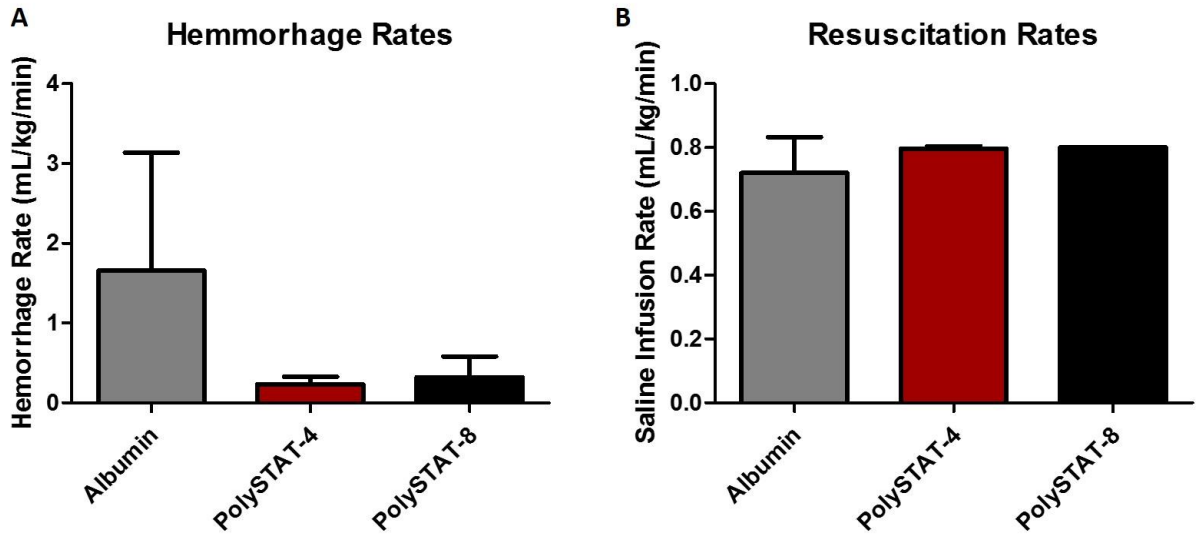 A
Hemmorhage Rates
Hemorrhage Rate (mL/kg/min)
4
3
2
1
0
Albumin
PolySTAT-4
PolySTAT-8
B
Resuscitation Rates
Saline Infusion Rate (mL/kg/min)
1.0
0.8
0.6
0.4
0.2
0.0
Albumin
PolySTAT-4
PolySTAT-8